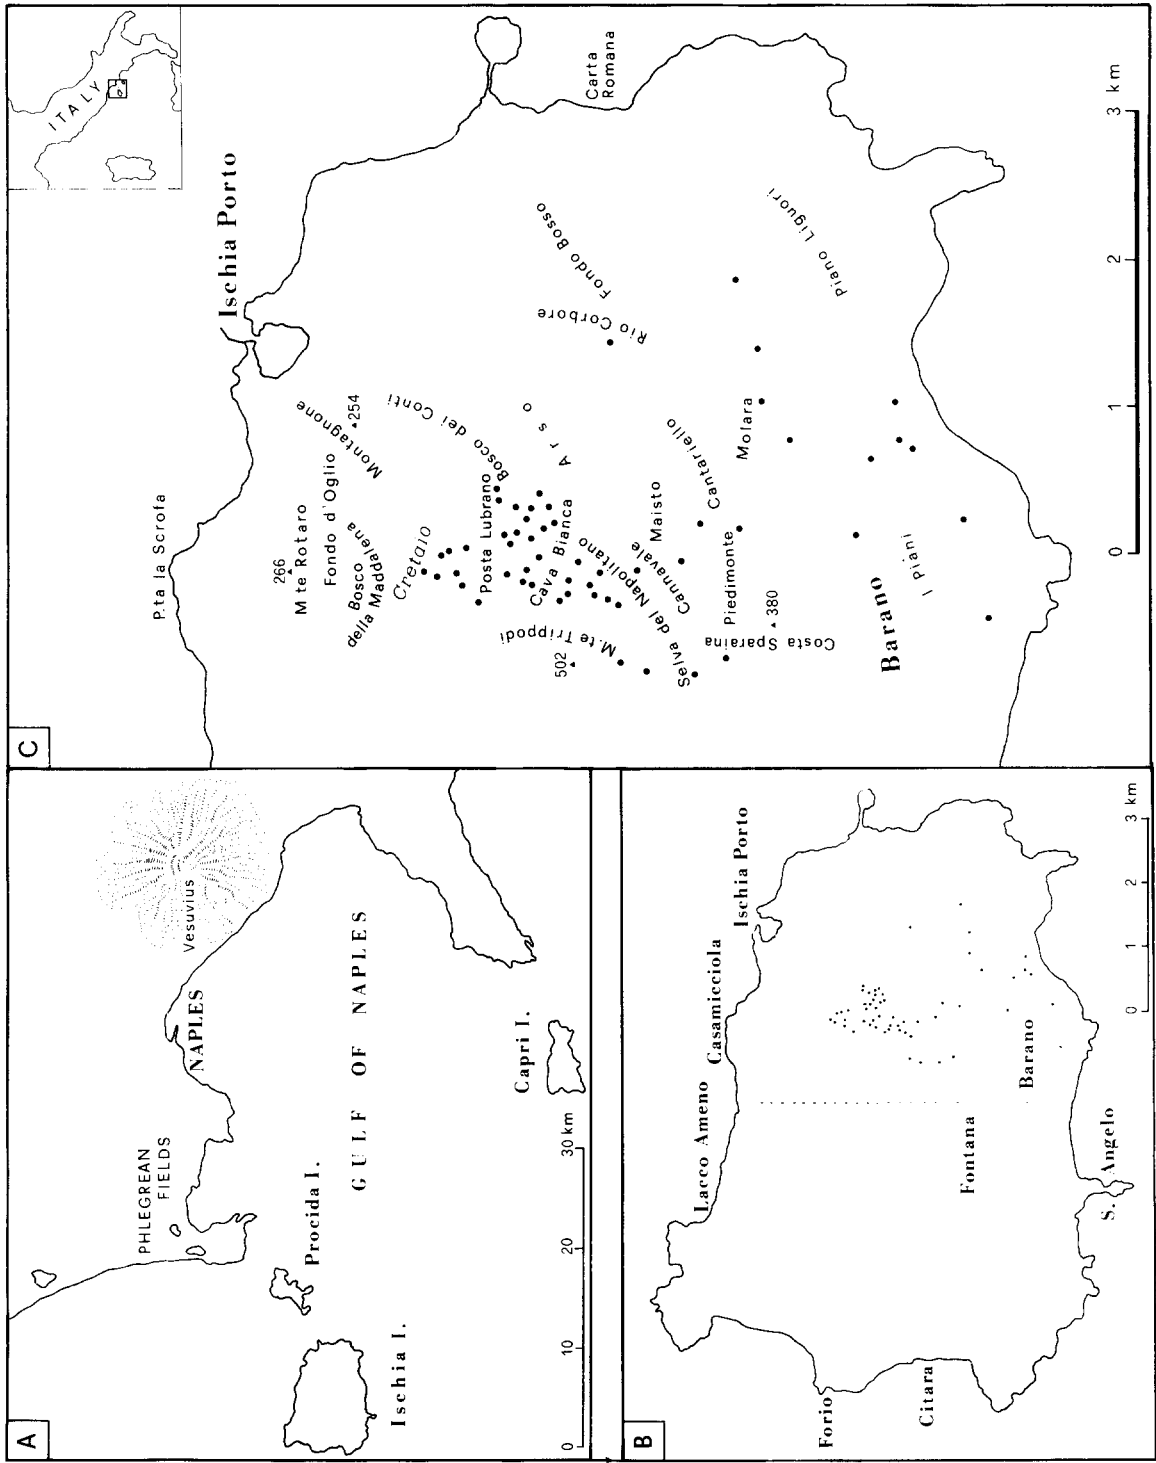 A
PHLEGREAN
FIELDS
NAPLES
Vesuvius
Procida I.
GULF OF NAPLES
Ischia I.
Capri I.
0 10 20 30 km
B
Lacco Ameno
Casamicciola
Ischia Porto
Forio
Citara
Fontana
Barano
S. Angelo
0 1 2 3 km
C
ITALY
P.ta la Scrofa
Ischia Porto
266
M te Rotaro
Fondo d'Oglio
Montagnone
254
Bosco
della Maddalena
Cretaio
Bosco dei Conti
Posta Lubrano
Arso
Cava Bianca
M.te Trippodi
502
Selva del Napolitano
Cannavale
Maisto
Cantariello
Rio Corbore
Fondo Bosso
Carta
Romana
Piedimonte
Molara
Costa Sparaina
380
Piano Liguori
Barano
I Piani
0 1 2 3 km